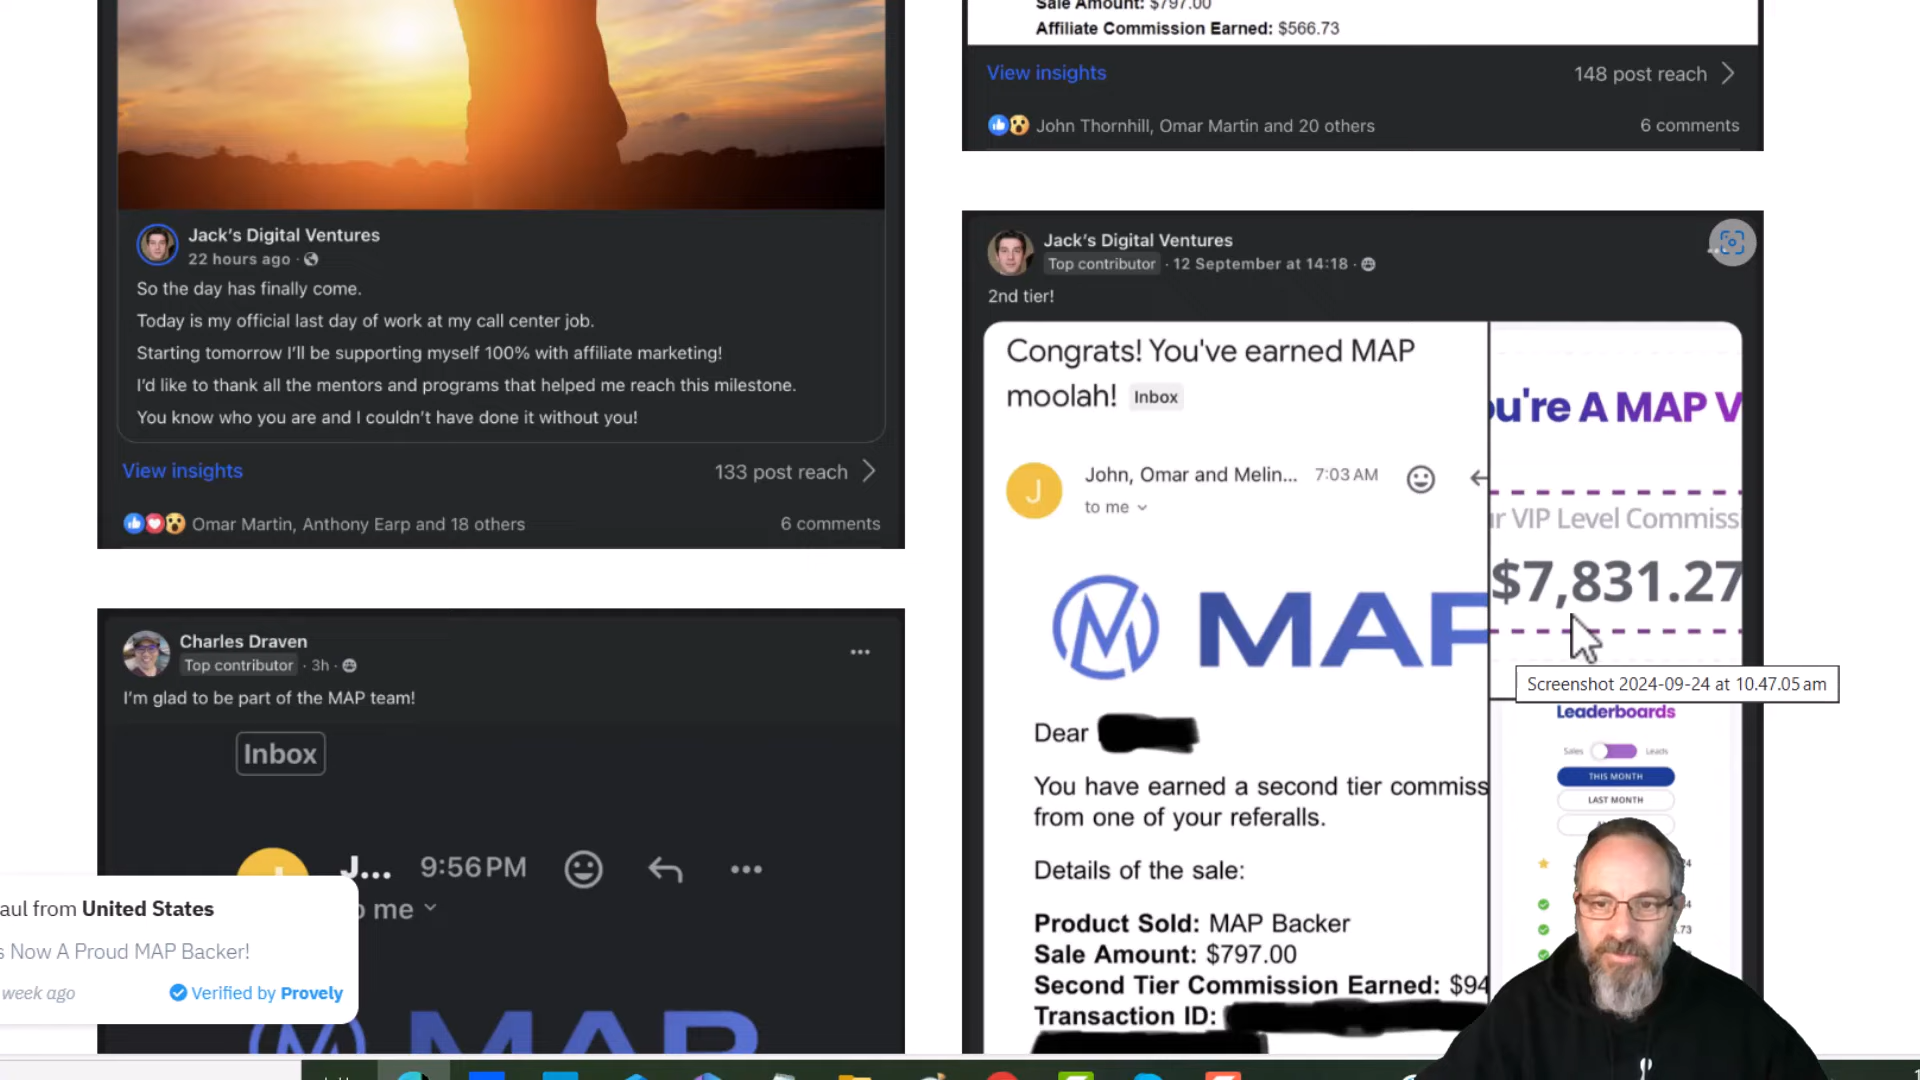 Sale Amount: $797.00
Affiliate Commission Earned: $566.73
View insights
148 post reach
John Thornhill, Omar Martin and 20 others
6 comments
Jack's Digital Ventures
22 hours ago
So the day has finally come.
Today is my official last day of work at my call center job.
Starting tomorrow I'll be supporting myself 100% with affiliate marketing!
I'd like to thank all the mentors and programs that helped me reach this milestone.
You know who you are and I couldn't have done it without you!
View insights
133 post reach
Omar Martin, Anthony Earp and 18 others
6 comments
Jack's Digital Ventures
Top contributor · 12 September at 14:18 ·
2nd tier!
Congrats! You've earned MAP
moolah! Inbox
John, Omar and Melin... 7:03 AM
to me
MAP
Dear
You have earned a second tier commiss
from one of your referalls.
Details of the sale:
Product Sold: MAP Backer
Sale Amount: $797.00
Second Tier Commission Earned: $94
Transaction ID:
ou're A MAP V
ur VIP Level Commiss
$7,831.27
Screenshot 2024-09-24 at 10.47.05 am
Leaderboards
Sales Leads
THIS MONTH
LAST MONTH
Charles Draven
Top contributor · 3h ·
I'm glad to be part of the MAP team!
Inbox
J... 9:56 PM
me
MAP
aul from United States
s Now A Proud MAP Backer!
week ago
Verified by Provely